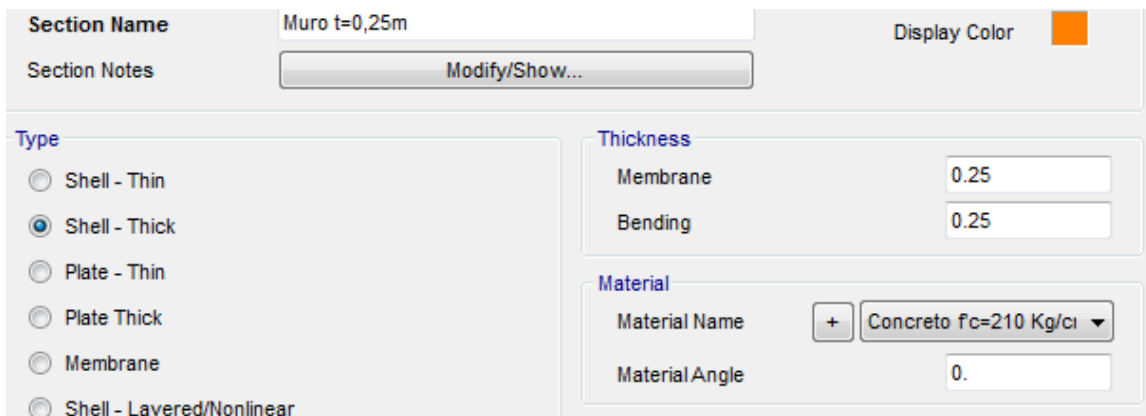 Section Name Muro t=0,25m Display Color
Section Notes Modify/Show...
Type
Shell - Thin
Shell - Thick
Plate - Thin
Plate Thick
Membrane
Shell - Layered/Nonlinear
Thickness
Membrane 0.25
Bending 0.25
Material
Material Name + Concreto f'c=210 Kg/cr
Material Angle 0.